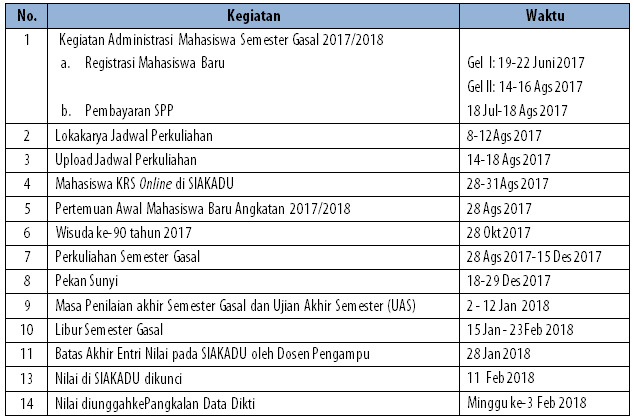 No. Kegiatan Waktu
1 Kegiatan Administrasi Mahasiswa Semester Gasal 2017/2018
a. Registrasi Mahasiswa Baru Gel I: 19-22 Juni 2017
Gel II: 14-16 Ags 2017
b. Pembayaran SPP 18 Jul-18 Ags 2017
2 Lokakarya Jadwal Perkuliahan 8-12 Ags 2017
3 Upload Jadwal Perkuliahan 14-18 Ags 2017
4 Mahasiswa KRS Online di SIAKADU 28-31 Ags 2017
5 Pertemuan Awal Mahasiswa Baru Angkatan 2017/2018 28 Ags 2017
6 Wisuda ke-90 tahun 2017 28 Okt 2017
7 Perkuliahan Semester Gasal 28 Ags 2017-15 Des 2017
8 Pekan Sunyi 18-29 Des 2017
9 Masa Penilaian akhir Semester Gasal dan Ujian Akhir Semester (UAS) 2 - 12 Jan 2018
10 Libur Semester Gasal 15 Jan - 23 Feb 2018
11 Batas Akhir Entri Nilai pada SIAKADU oleh Dosen Pengampu 28 Jan 2018
13 Nilai di SIAKADU dikunci 11 Feb 2018
14 Nilai diunggahkePangkalan Data Dikti Minggu ke-3 Feb 2018